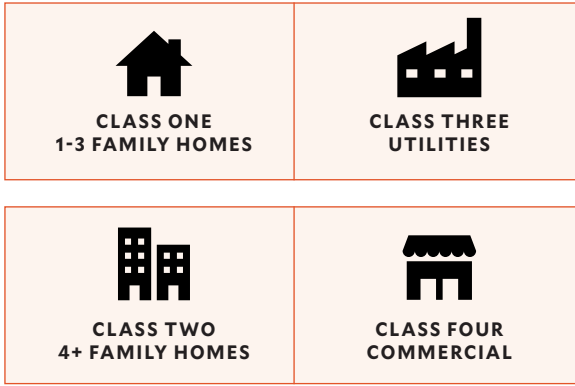 CLASS ONE
1-3 FAMILY HOMES
CLASS THREE
UTILITIES
CLASS TWO
4+ FAMILY HOMES
CLASS FOUR
COMMERCIAL